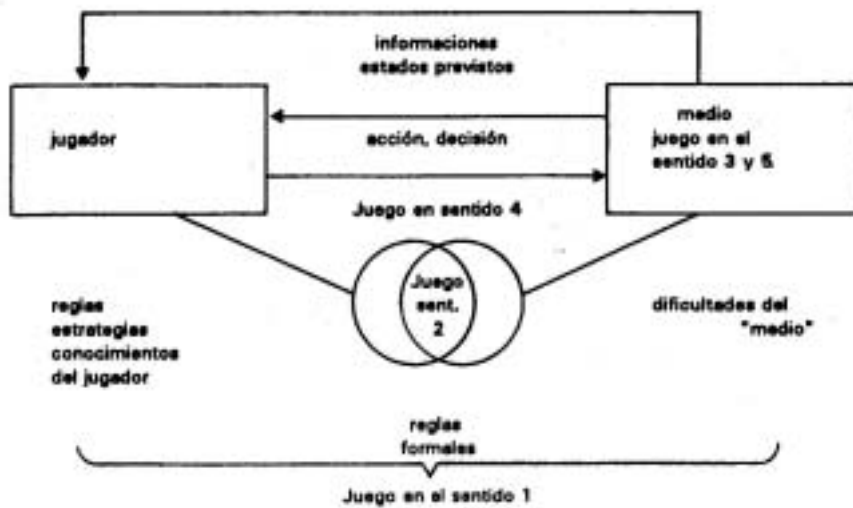 informaciones
estados previstos
jugador
acción, decisión
medio
juego en el
sentido 3 y 5.
Juego en sentido 4
Juego
sent.
2
reglas
estrategias
conocimientos
del jugador
dificultades del
"medio"
reglas
formales
Juego en el sentido 1